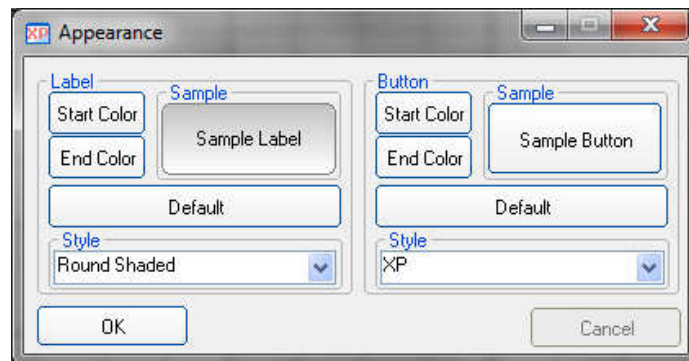 XP Appearance
Label
Sample
Start Color
Sample Label
End Color
Default
Style
Round Shaded
Button
Sample
Start Color
Sample Button
End Color
Default
Style
XP
OK
Cancel